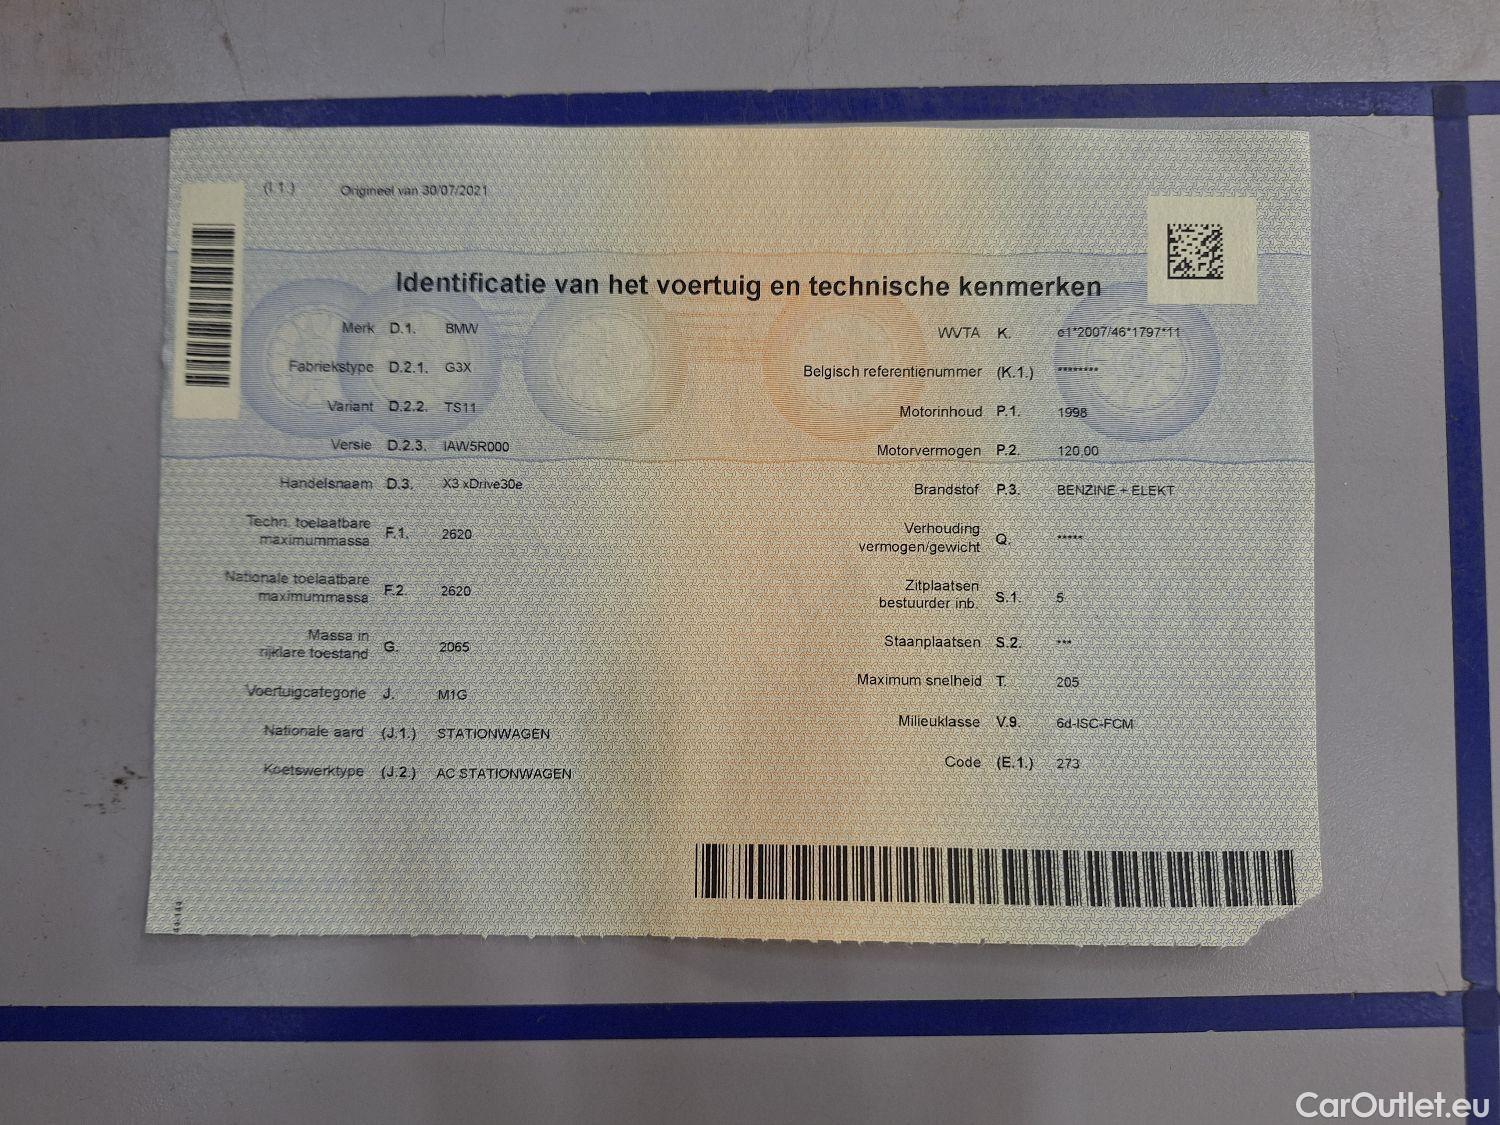 (I.1.) Origineel van 30/07/2021
Identificatie van het voertuig en technische kenmerken
Merk D.1. BMW
Fabriekstype D.2.1. G3X
Variant D.2.2. TS11
Versie D.2.3. IAW5R000
Handelsnaam D.3. X3 xDrive30e
Techn. toelaatbare
maximummassa F.1. 2620
Nationale toelaatbare
maximummassa F.2. 2620
Massa in
rijklare toestand G. 2065
Voertuigcategorie J. M1G
Nationale aard (J.1.) STATIONWAGEN
Koetswerktype (J.2.) AC STATIONWAGEN
WVTA K. e1*2007/46*1797*11
Belgisch referentienummer (K.1.) ********
Motorinhoud P.1. 1998
Motorvermogen P.2. 120,00
Brandstof P.3. BENZINE + ELEKT
Verhouding
vermogen/gewicht Q. *****
Zitplaatsen
bestuurder inb. S.1. 5
Staanplaatsen S.2. ***
Maximum snelheid T. 205
Milieuklasse V.9. 6d-ISC-FCM
Code (E.1.) 273
CarOutlet.eu